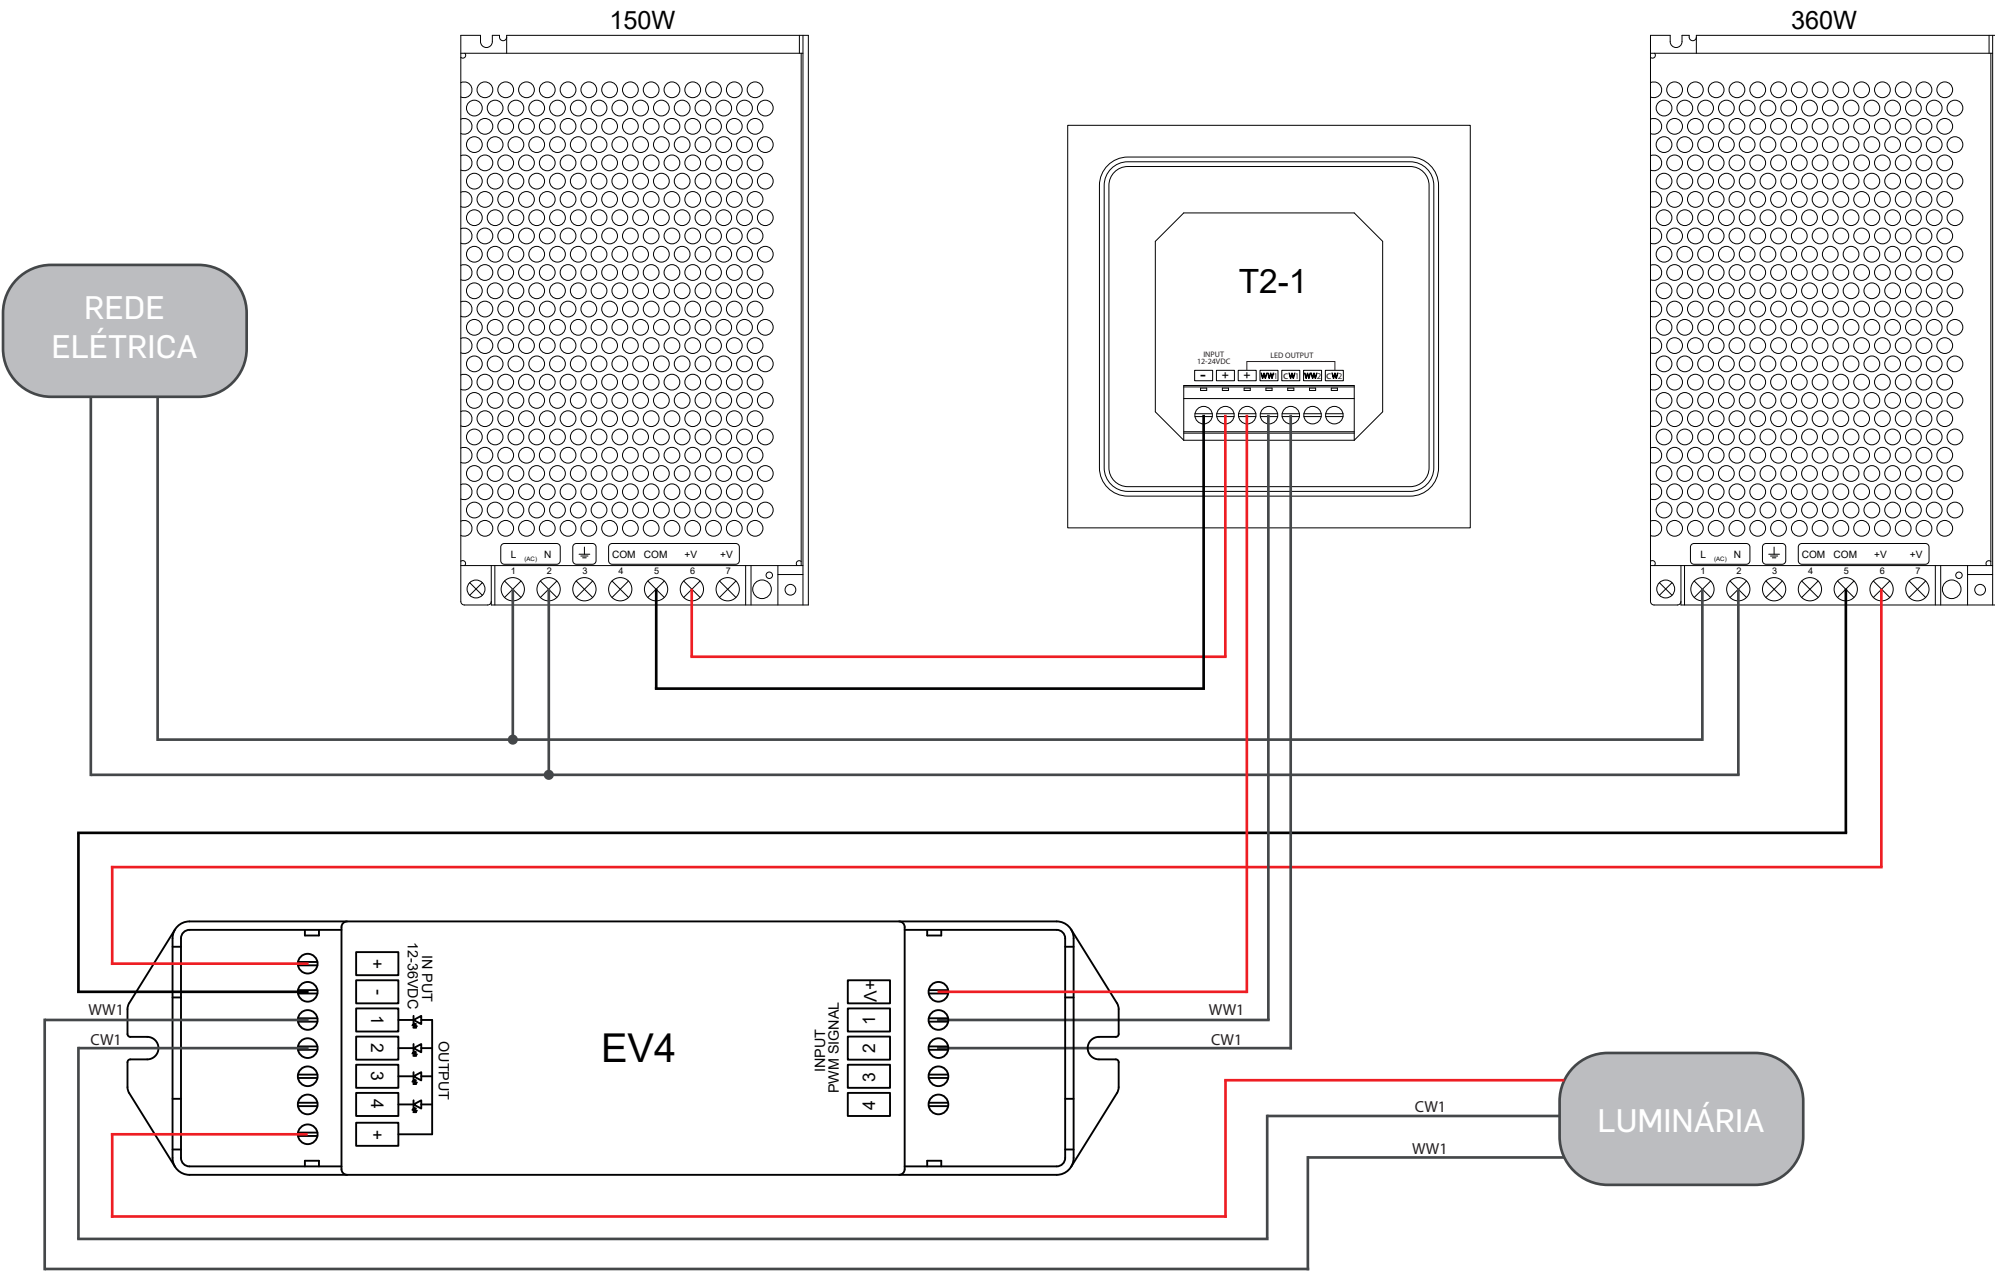 150W
360W
T2-1
REDE
ELÉTRICA
INPUT
12-24VDC
LED OUTPUT
- + + WW1 CW1 WW2 CW2
L (AC) N COM COM +V +V
1 2 3 4 5 6 7
L (AC) N COM COM +V +V
1 2 3 4 5 6 7
IN PUT
12-36VDC
+
-
1
2
3
4
+
OUTPUT
WW1
CW1
EV4
INPUT
PWM SIGNAL
+V
1
2
3
4
WW1
CW1
CW1
WW1
LUMINÁRIA